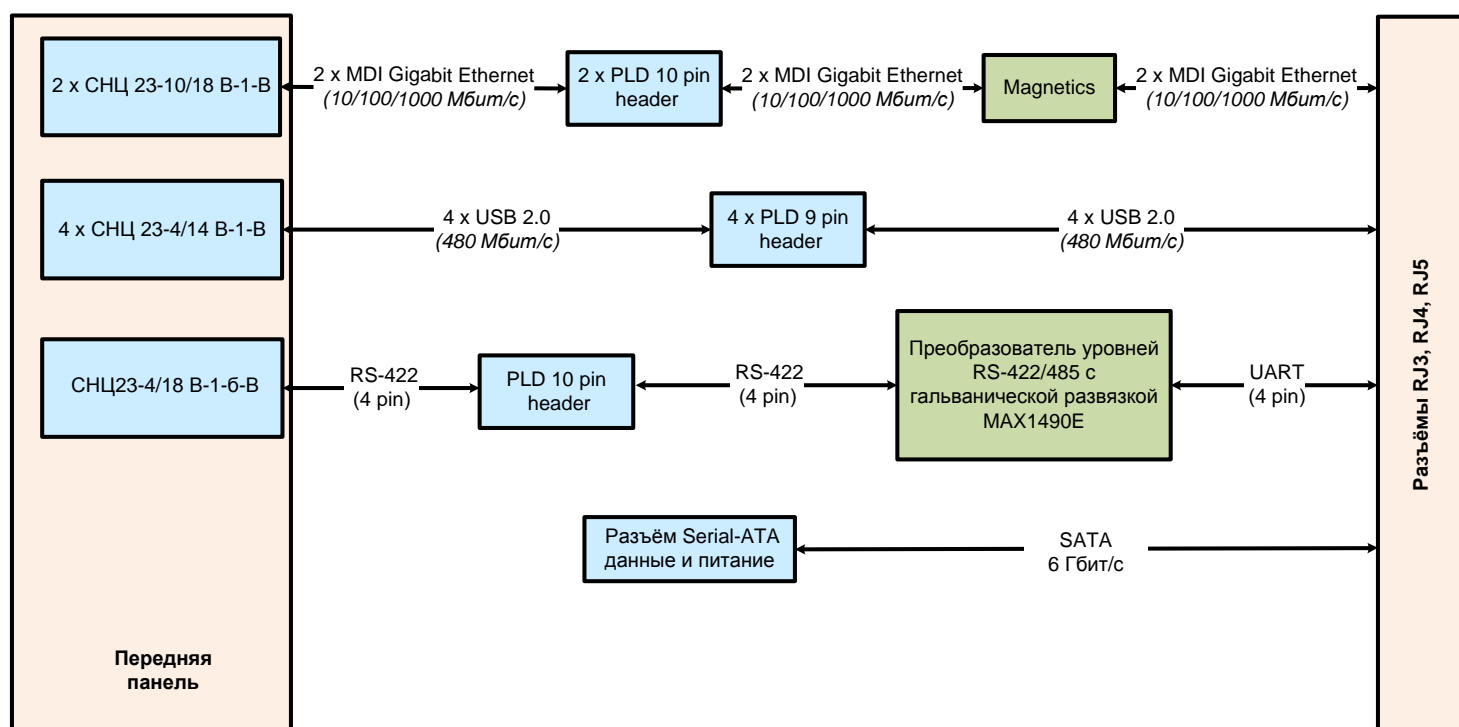 2 x СНЦ 23-10/18 В-1-В
2 x MDI Gigabit Ethernet
(10/100/1000 Мбит/с)
2 x PLD 10 pin
header
2 x MDI Gigabit Ethernet
(10/100/1000 Мбит/с)
Magnetics
2 x MDI Gigabit Ethernet
(10/100/1000 Мбит/с)
4 x СНЦ 23-4/14 В-1-В
4 x USB 2.0
(480 Мбит/с)
4 x PLD 9 pin
header
4 x USB 2.0
(480 Мбит/с)
СНЦ23-4/18 В-1-б-В
RS-422
(4 pin)
PLD 10 pin
header
RS-422
(4 pin)
Преобразователь уровней
RS-422/485 с
гальванической развязкой
MAX1490E
UART
(4 pin)
Разъём Serial-ATA
данные и питание
SATA
6 Гбит/с
Передняя
панель
Разъёмы RJ3, RJ4, RJ5